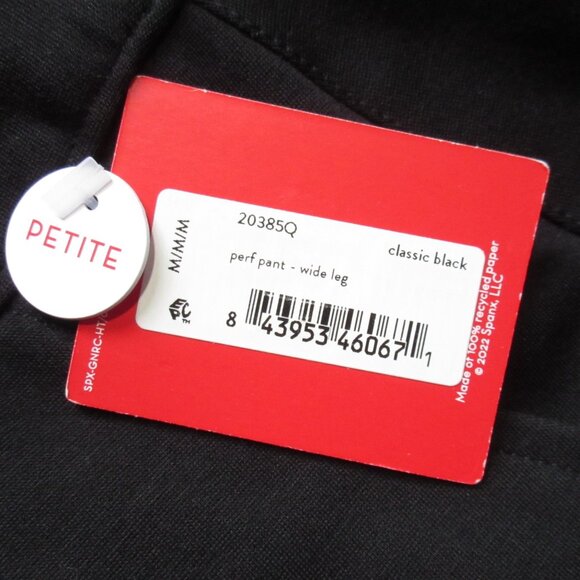 PETITE
M/M/M
20385Q
classic black
perf pant - wide leg
EPC™
8 43953 46067 1
Made of 100% recycled paper
© 2022 Spanx, LLC